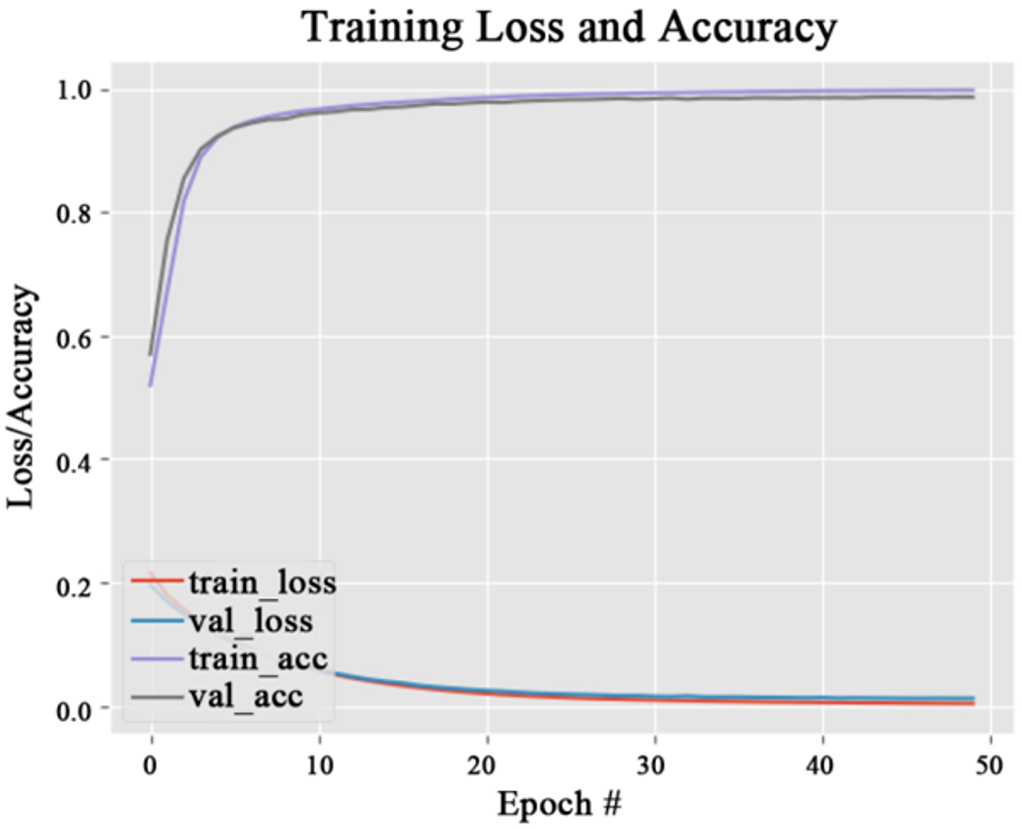 Training Loss and Accuracy
Loss/Accuracy
1.0
0.8
0.6
0.4
0.2
0.0
train_loss
val_loss
train_acc
val_acc
0 10 20 30 40 50
Epoch #